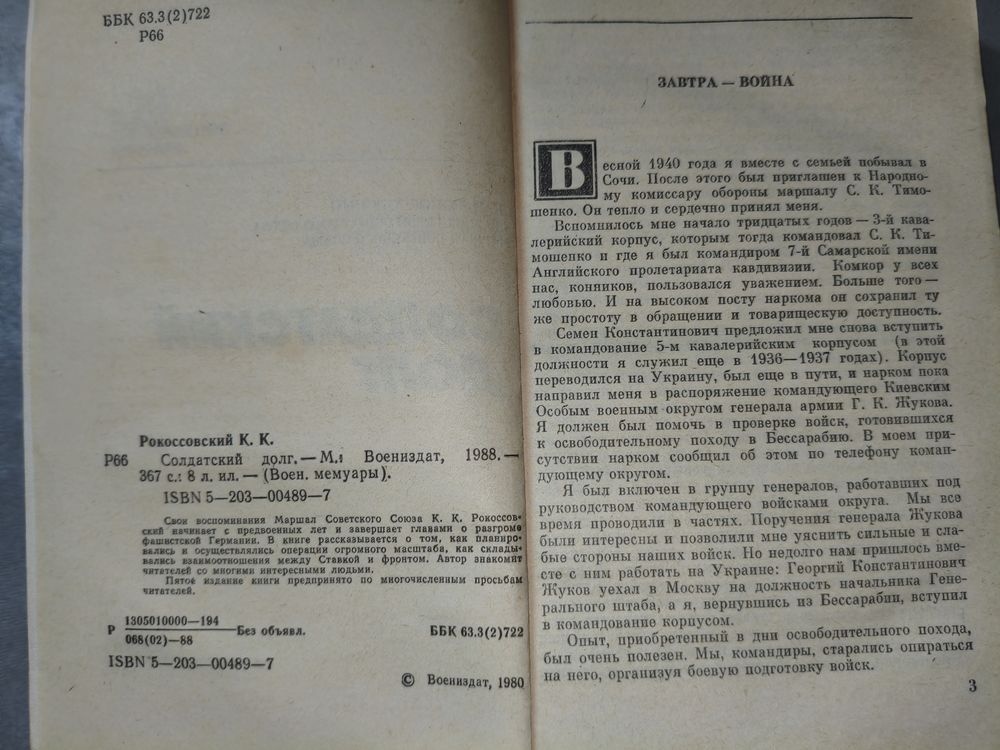 ББК 63.3(2)722
Р66
Рокоссовский К. К.
Р66 Солдатский долг.— М.: Воениздат, 1988.—
367 с.: 8 л. ил.— (Воен. мемуары).
ISBN 5—203—00489—7
Свои воспоминания Маршал Советского Союза К. К. Рокоссов-
ский начинает с предвоенных лет и завершает главами о разгроме
фашистской Германии. В книге рассказывается о том, как планиро-
вались и осуществлялись операции огромного масштаба, как склады-
вались взаимоотношения между Ставкой и фронтом. Автор знакомит
читателей со многими интересными людьми.
Пятое издание книги предпринято по многочисленным просьбам
читателей.
Р 1305010000—194
068(02)—88 Без объявл.
ББК 63.3(2)722
ISBN 5—203—00489—7
© Воениздат, 1980
ЗАВТРА — ВОЙНА
Весной 1940 года я вместе с семьей побывал в
Сочи. После этого был приглашен к Народно-
му комиссару обороны маршалу С. К. Тимо-
шенко. Он тепло и сердечно принял меня.
Вспомнилось мне начало тридцатых годов — 3-й кава-
лерийский корпус, которым тогда командовал С. К. Ти-
мошенко и где я был командиром 7-й Самарской имени
Английского пролетариата кавдивизии. Комкор у всех
нас, конников, пользовался уважением. Больше того —
любовью. И на высоком посту наркома он сохранил ту
же простоту в обращении и товарищескую доступность.
Семен Константинович предложил мне снова вступить
в командование 5-м кавалерийским корпусом (в этой
должности я служил еще в 1936—1937 годах). Корпус
переводился на Украину, был еще в пути, и нарком пока
направил меня в распоряжение командующего Киевским
Особым военным округом генерала армии Г. К. Жукова.
Я должен был помочь в проверке войск, готовившихся
к освободительному походу в Бессарабию. В моем при-
сутствии нарком сообщил об этом по телефону коман-
дующему округом.
Я был включен в группу генералов, работавших под
руководством командующего войсками округа. Мы все
время проводили в частях. Поручения генерала Жукова
были интересны и позволили мне уяснить сильные и сла-
бые стороны наших войск. Но недолго нам пришлось вме-
сте с ним работать на Украине: Георгий Константинович
Жуков уехал в Москву на должность начальника Гене-
рального штаба, а я, вернувшись из Бессарабии, вступил
в командование корпусом.
Опыт, приобретенный в дни освободительного похода,
был очень полезен. Мы, командиры, старались опираться
на него, организуя боевую подготовку войск.
3